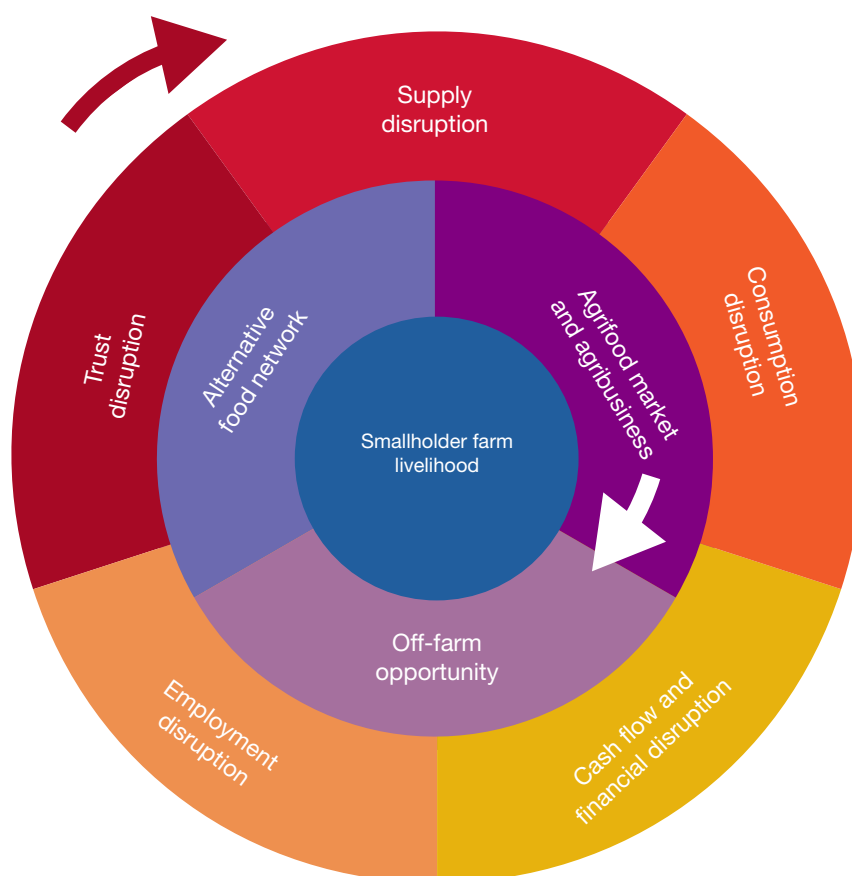 Supply
disruption
Consumption
disruption
Cash flow and
financial disruption
Employment
disruption
Trust
disruption
Alternative
food network
Agrifood market
and agribusiness
Off-farm
opportunity
Smallholder farm
livelihood